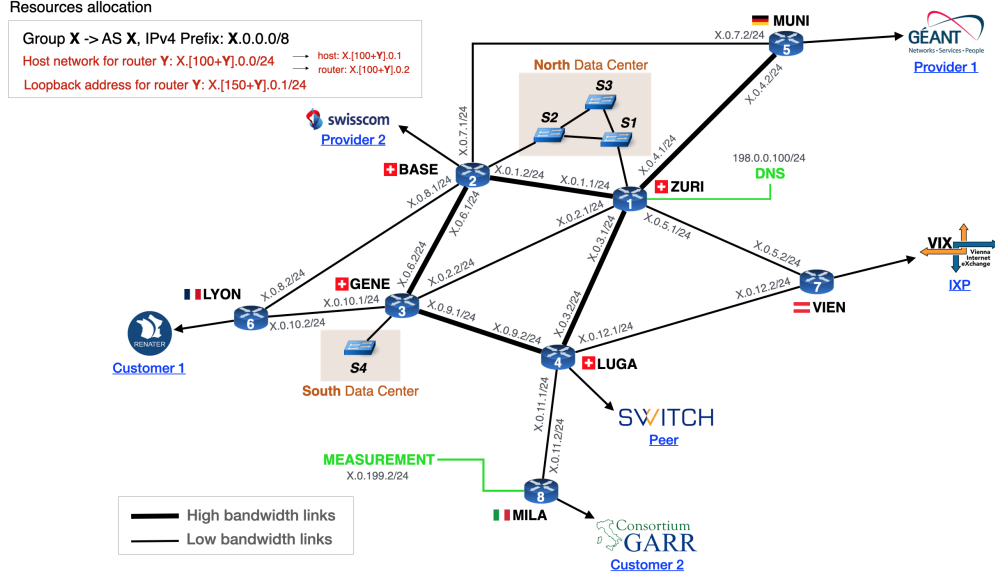 Resources allocation
Group X -> AS X, IPv4 Prefix: X.0.0.0/8
Host network for router Y: X.[100+Y].0.0/24
host: X.[100+Y].0.1
router: X.[100+Y].0.2
Loopback address for router Y: X.[150+Y].0.1/24
MUNI
5
X.0.7.2/24
X.0.4.2/24
GÉANT
Networks • Services • People
Provider 1
North Data Center
S3
S2
S1
swisscom
Provider 2
X.0.7.1/24
BASE
2
X.0.1.2/24
X.0.1.1/24
X.0.8.1/24
X.0.6.1/24
X.0.4.1/24
ZURI
1
198.0.0.100/24
DNS
X.0.2.1/24
X.0.3.1/24
X.0.5.1/24
X.0.5.2/24
VIX
Vienna
Internet
eXchange
IXP
7
VIEN
X.0.12.2/24
X.0.6.2/24
X.0.2.2/24
GENE
3
X.0.8.2/24
LYON
6
X.0.10.1/24
X.0.10.2/24
RENATER
Customer 1
X.0.9.1/24
X.0.9.2/24
X.0.3.2/24
X.0.12.1/24
S4
South Data Center
4
LUGA
SWITCH
Peer
X.0.11.1/24
X.0.11.2/24
MEASUREMENT
X.0.199.2/24
8
MILA
Consortium
GARR
Customer 2
High bandwidth links
Low bandwidth links